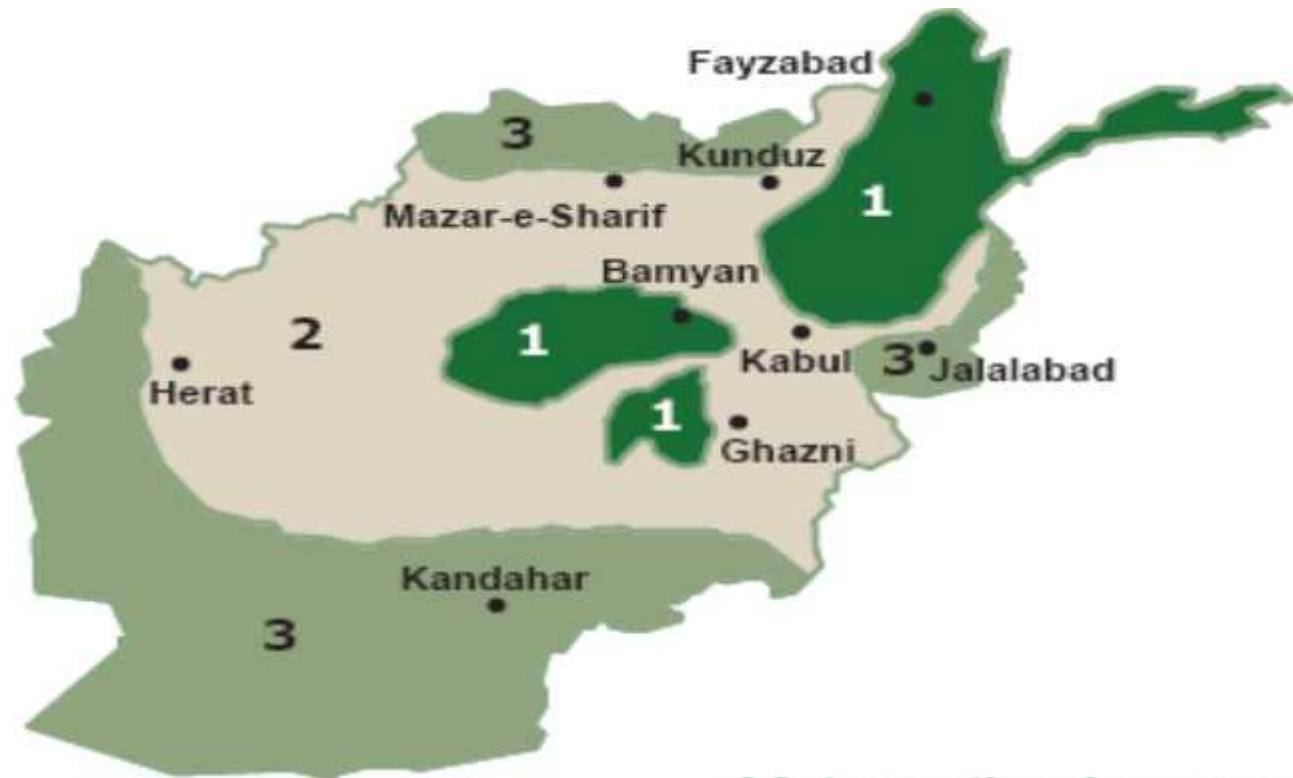 Fayzabad
3
Kunduz
Mazar-e-Sharif
1
Bamyan
2
1
Kabul
3
Jalalabad
Herat
1
Ghazni
Kandahar
3